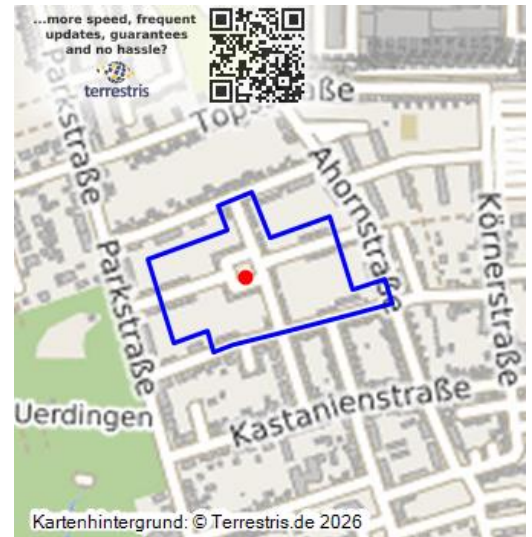 ...more speed, frequent
updates, guarantees
and no hassle?
terrestris
Parkstraße
Ahornstraße
Körnerstraße
Parkstraße
Uerdingen
Kastanienstraße
Kartenhintergrund: © Terrestris.de 2026